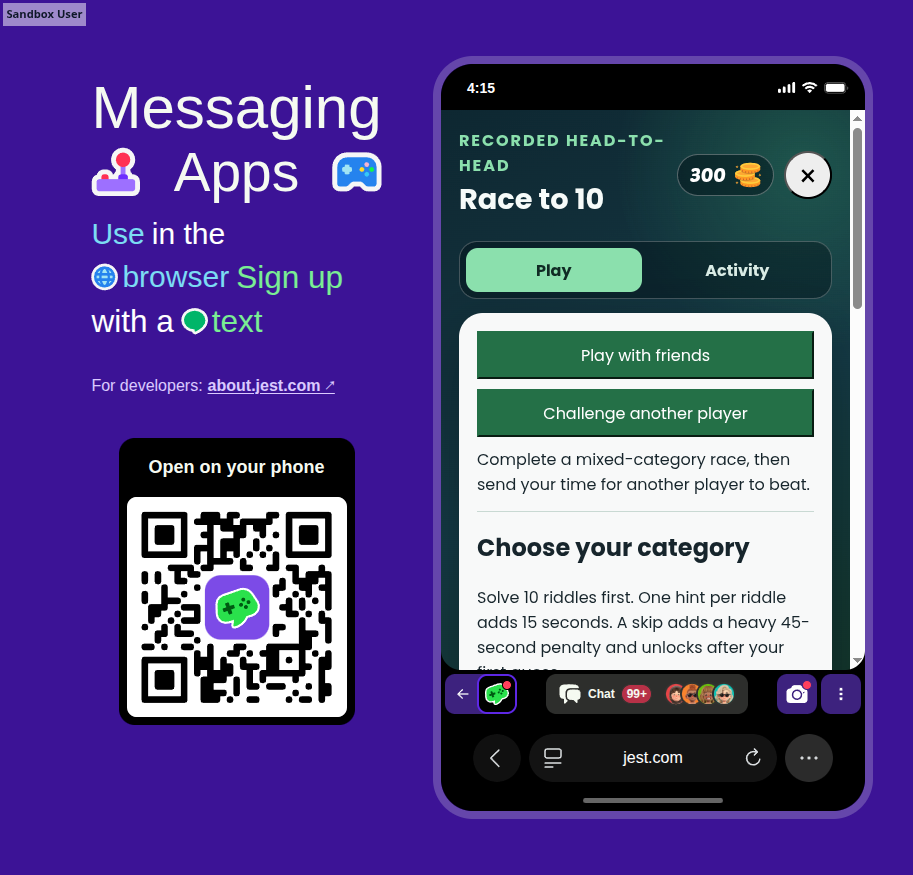 Sandbox User
Messaging
Apps
Use in the
browser Sign up
with a text
For developers: about.jest.com ↗
Open on your phone
4:15
RECORDED HEAD-TO-
HEAD
Race to 10
300
Play
Activity
Play with friends
Challenge another player
Complete a mixed-category race, then
send your time for another player to beat.
Choose your category
Solve 10 riddles first. One hint per riddle
adds 15 seconds. A skip adds a heavy 45-
second penalty and unlocks after your
first guess.
Chat 99+
jest.com